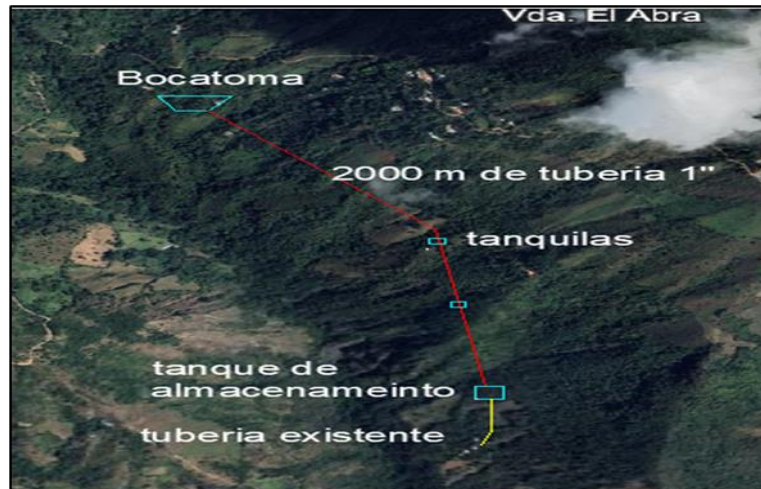 Vda. El Abra
Bocatoma
2000 m de tuberia 1"
tanquilas
tanque de
almacenameinto
tuberia existente